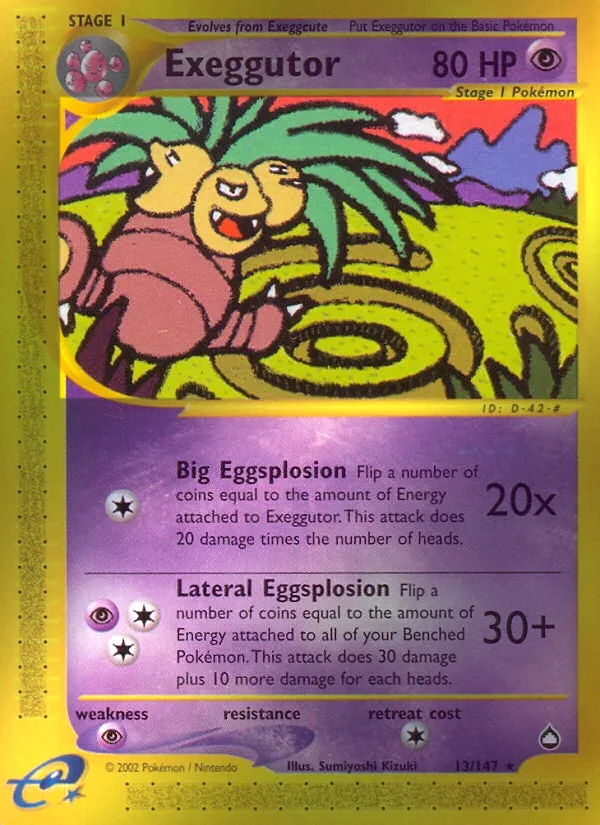 STAGE 1
Evolves from Exeggcute Put Exeggutor on the Basic Pokémon
Exeggutor 80 HP
Stage 1 Pokémon
ID: D-42-#
Big Eggsplosion Flip a number of
coins equal to the amount of Energy
attached to Exeggutor. This attack does
20 damage times the number of heads.
20x
Lateral Eggsplosion Flip a
number of coins equal to the amount of
Energy attached to all of your Benched
Pokémon. This attack does 30 damage
plus 10 more damage for each heads.
30+
weakness resistance retreat cost
© 2002 Pokémon / Nintendo Illus. Sumiyoshi Kizuki 13/147 ★
e